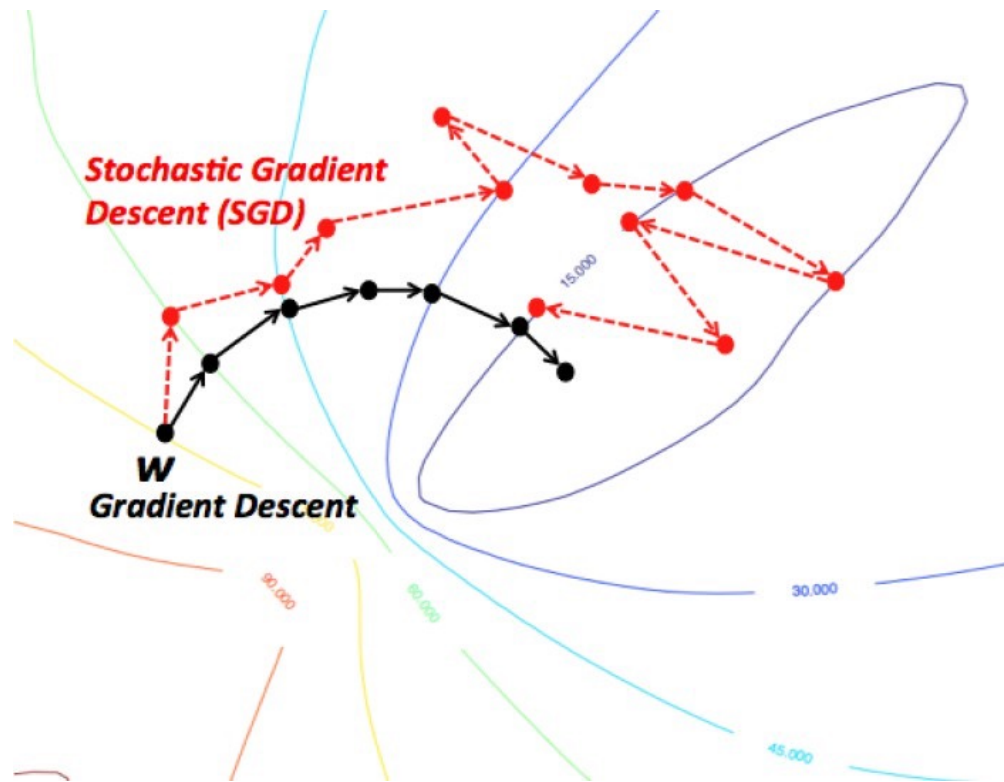 Stochastic Gradient
Descent (SGD)
15.000
w
Gradient Descent
90.000
60.000
30.000
45.000